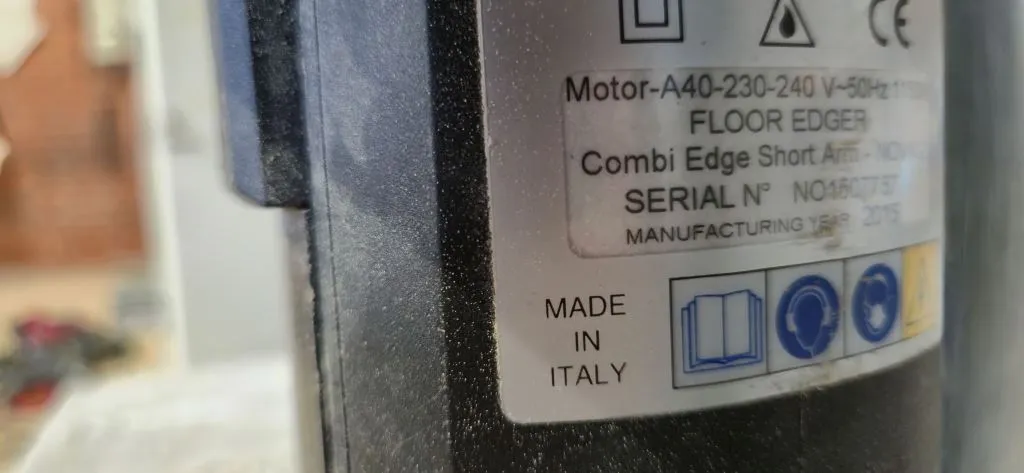 CE
Motor-A40-230-240 V~50Hz
FLOOR EDGER
Combi Edge Short Arm -
SERIAL Nº
MANUFACTURING YEAR 2015
MADE
IN
ITALY